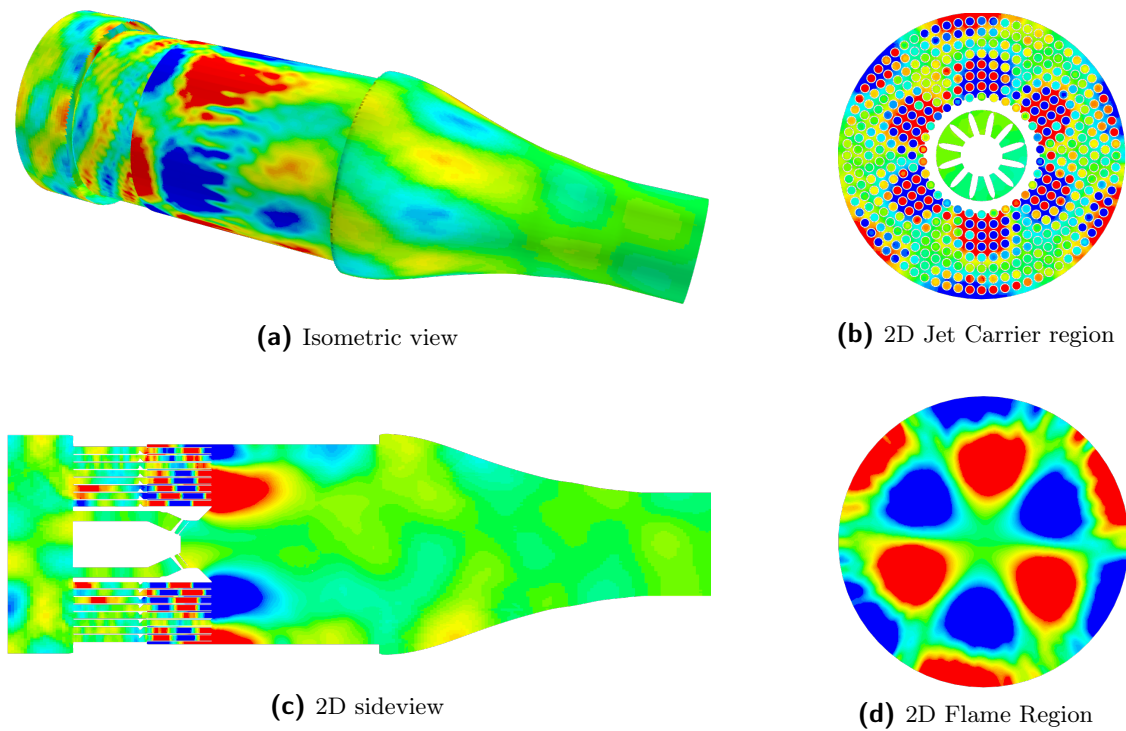 (a) Isometric view
(b) 2D Jet Carrier region
(c) 2D sideview
(d) 2D Flame Region